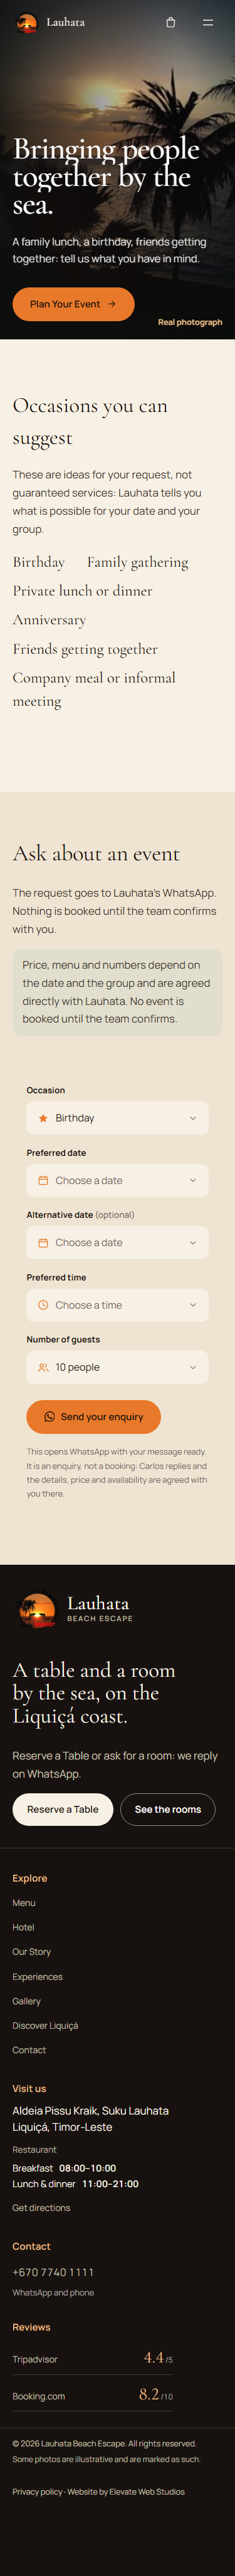 Lauhata
Bringing people
together by the
sea.
A family lunch, a birthday, friends getting
together: tell us what you have in mind.
Plan Your Event
Real photograph
Occasions you can
suggest
These are ideas for your request, not
guaranteed services: Lauhata tells you
what is possible for your date and your
group.
Birthday Family gathering
Private lunch or dinner
Anniversary
Friends getting together
Company meal or informal
meeting
Ask about an event
The request goes to Lauhata's WhatsApp.
Nothing is booked until the team confirms
with you.
Price, menu and numbers depend on
the date and the group and are agreed
directly with Lauhata. No event is
booked until the team confirms.
Occasion
Birthday
Preferred date
Choose a date
Alternative date (optional)
Choose a date
Preferred time
Choose a time
Number of guests
10 people
Send your enquiry
This opens WhatsApp with your message ready.
It is an enquiry, not a booking: Carlos replies and
the details, price and availability are agreed with
you there.
Lauhata
BEACH ESCAPE
A table and a room
by the sea, on the
Liquiçá coast.
Reserve a Table or ask for a room: we reply
on WhatsApp.
Reserve a Table See the rooms
Explore
Menu
Hotel
Our Story
Experiences
Gallery
Discover Liquiçá
Contact
Visit us
Aldeia Pissu Kraik, Suku Lauhata
Liquiçá, Timor-Leste
Restaurant
Breakfast 08:00–10:00
Lunch & dinner 11:00–21:00
Get directions
Contact
+670 7740 1111
WhatsApp and phone
Reviews
Tripadvisor 4.4 /5
Booking.com 8.2 /10
© 2026 Lauhata Beach Escape. All rights reserved.
Some photos are illustrative and are marked as such.
Privacy policy · Website by Elevate Web Studios